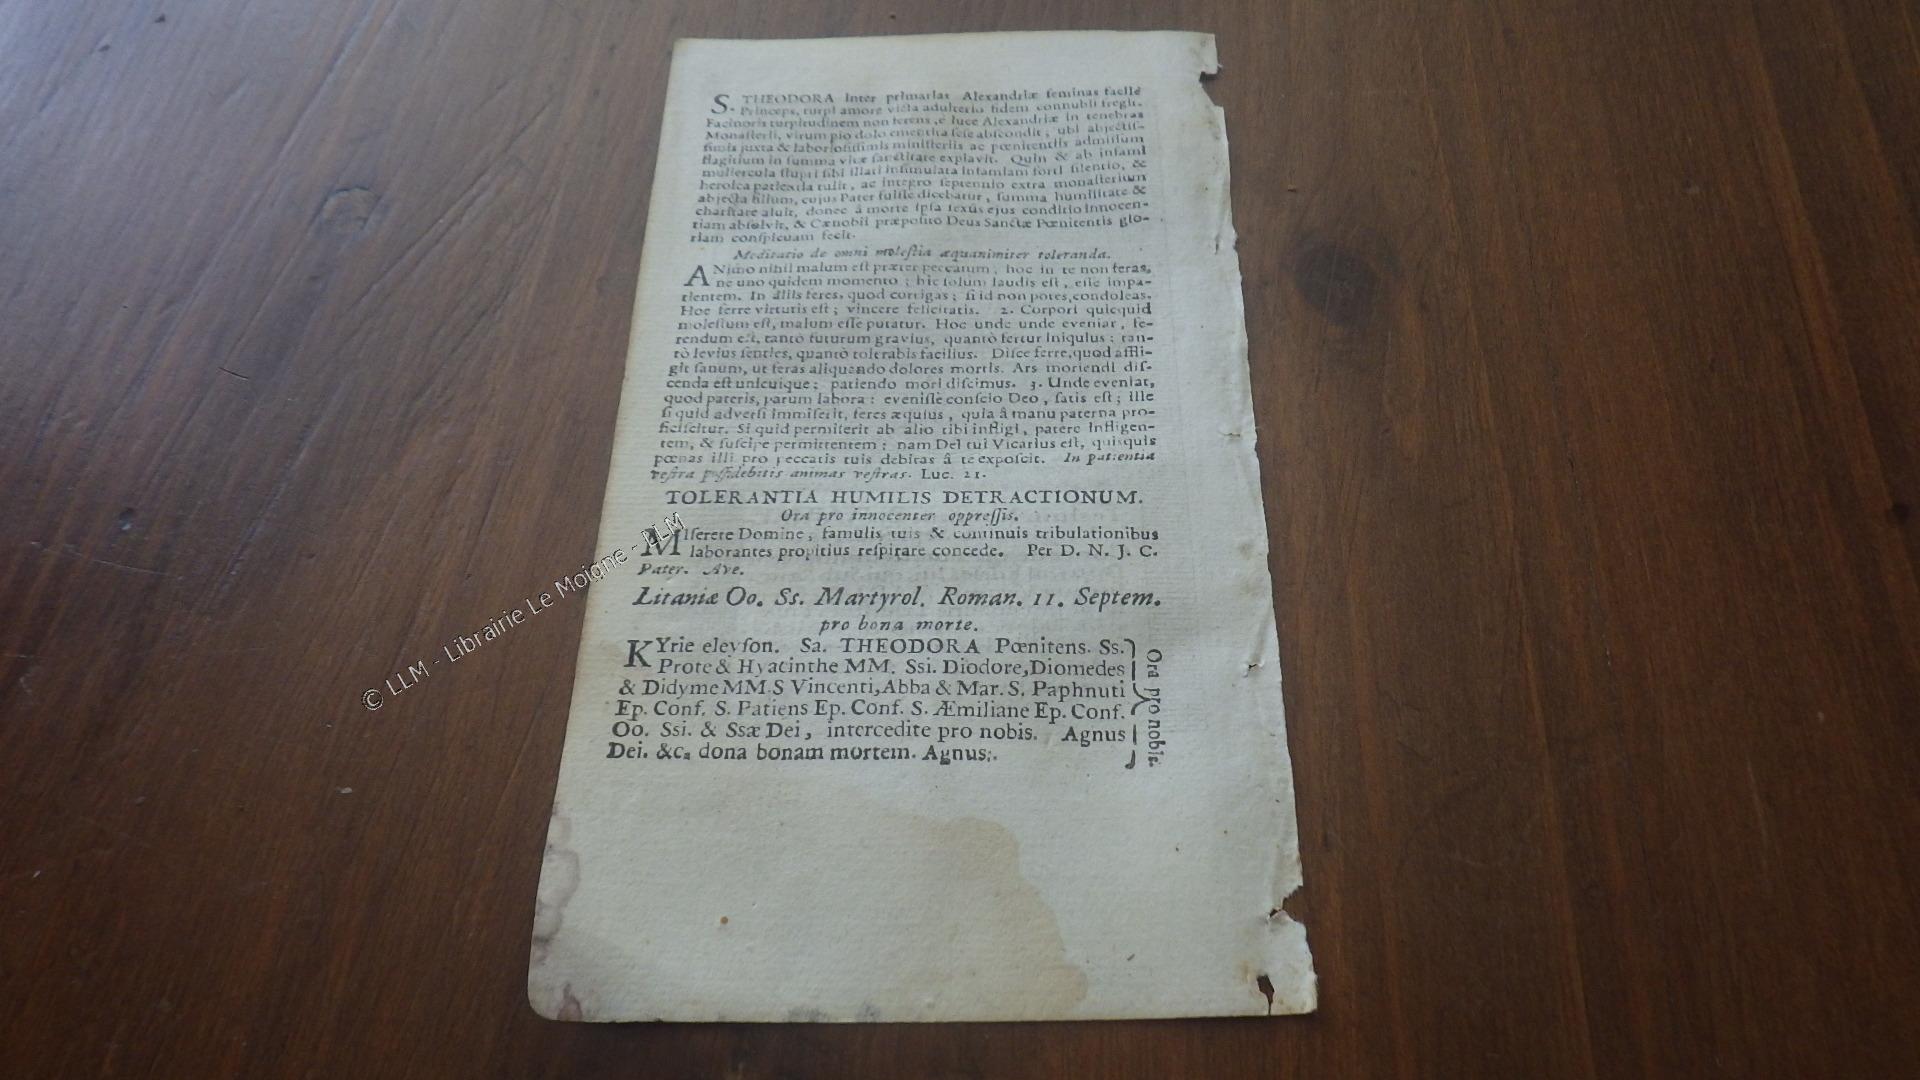 S. THEODORA inter primarias Alexandriæ feminas facilè
Princeps, turpi amore victa adulterio fidem connubii fregit.
Facinoris turpitudinem non ferens, è luce Alexandriæ in tenebras
Monasterii, virum pio dolo ementita sese abscondit; ubi abjectis-
simis juxta & laboriosissimis ministeriis ac pœnitentiis admissum
flagitium in summa vitæ sanctitate expiavit. Quin & ab infami
muliercula stupri sibi illati insimulata infamiam forti silentio, &
heroica patientia tulit, ac integro septennio extra monasterium
abjecta filium, cujus Pater fuisse dicebatur, summa humilitate &
charitate aluit, donec â morte ipsa sexûs ejus conditio innocen-
tiam absolvit, & Cænobii præposito Deus Sanctæ Pœnitentis glo-
riam conspicuam fecit.
Meditatio de omni molestia æquanimiter toleranda.
ANimo nihil malum est præter peccatum; hoc in te non feras,
ne uno quidem momento; hic solum laudis est, esse impa-
tientem. In aliis feres, quod corrigas; si id non potes, condoleas.
Hoc ferre virtutis est; vincere felicitatis. 2. Corpori quicquid
molestum est, malum esse putatur. Hoc unde unde eveniat, fe-
rendum est, tantò futurum gravius, quantò fertur iniquius; tan-
tò levius senties, quantò tolerabis facilius. Disce ferre, quod affli-
git sanum, ut feras aliquando dolores mortis. Ars moriendi dis-
cenda est unicuique; patiendo mori discimus. 3. Unde eveniat,
quod pateris, parum labora: evenisse conscio Deo, satis est; ille
si quid adversi immiserit, feres æquius, quia â manu paterna pro-
ficiscitur. Si quid permiserit ab alio tibi infligi, patere infligen-
tem, & suscipe permittentem; nam Dei tui Vicarius est, quisquis
pœnas illi pro peccatis tuis debitas â te exposcit. In patientia
vestra possidebitis animas vestras. Luc. 21.
TOLERANTIA HUMILIS DETRACTIONUM.
Ora pro innocenter oppressis.
MIserere Domine, famulis tuis & continuis tribulationibus
laborantes propitius respirare concede. Per D. N. J. C.
Pater. Ave.
Litaniæ Oo. Ss. Martyrol. Roman. 11. Septem.
pro bona morte.
KYrie eleyson. Sa. THEODORA Pœnitens. Ss.
Prote & Hyacinthe MM. Ssi. Diodore, Diomedes
& Didyme MM. S Vincenti, Abba & Mar. S. Paphnuti
Ep. Conf. S. Patiens Ep. Conf. S. Æmiliane Ep. Conf.
Oo. Ssi. & Ssæ Dei, intercedite pro nobis. Agnus
Dei. &c. dona bonam mortem. Agnus.
Ora pro nobis.
© LLM - Librairie Le Moigne - LLM